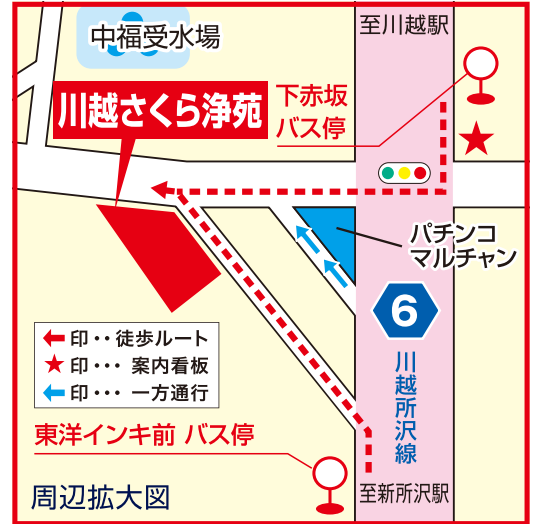 中福受水場
至川越駅
川越さくら浄苑
下赤坂
バス停
パチンコ
マルチャン
6
川越所沢線
印‥徒歩ルート
印‥･ 案内看板
印‥･ 一方通行
東洋インキ前 バス停
周辺拡大図
至新所沢駅